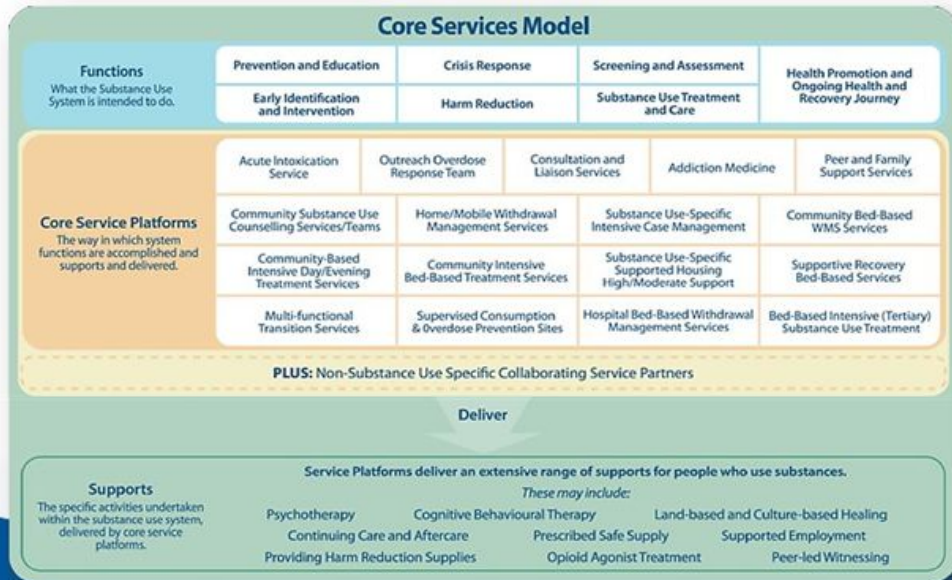 Core Services Model
Functions
What the Substance Use
System is intended to do.
Prevention and Education
Crisis Response
Screening and Assessment
Health Promotion and
Ongoing Health and
Recovery Journey
Early Identification
and Intervention
Harm Reduction
Substance Use Treatment
and Care
Core Service Platforms
The way in which system
functions are accomplished and
supports and delivered.
Acute Intoxication
Service
Outreach Overdose
Response Team
Consultation and
Liaison Services
Addiction Medicine
Peer and Family
Support Services
Community Substance Use
Counselling Services/Teams
Home/Mobile Withdrawal
Management Services
Substance Use-Specific
Intensive Case Management
Community Bed-Based
WMS Services
Community-Based
Intensive Day/Evening
Treatment Services
Community Intensive
Bed-Based Treatment Services
Substance Use-Specific
Supported Housing
High/Moderate Support
Supportive Recovery
Bed-Based Services
Multi-functional
Transition Services
Supervised Consumption
& Overdose Prevention Sites
Hospital Bed-Based Withdrawal
Management Services
Bed-Based Intensive (Tertiary)
Substance Use Treatment
PLUS: Non-Substance Use Specific Collaborating Service Partners
Deliver
Supports
The specific activities undertaken
within the substance use system,
delivered by core service
platforms.
Service Platforms deliver an extensive range of supports for people who use substances.
These may include:
Psychotherapy
Cognitive Behavioural Therapy
Land-based and Culture-based Healing
Continuing Care and Aftercare
Prescribed Safe Supply
Supported Employment
Providing Harm Reduction Supplies
Opioid Agonist Treatment
Peer-led Witnessing